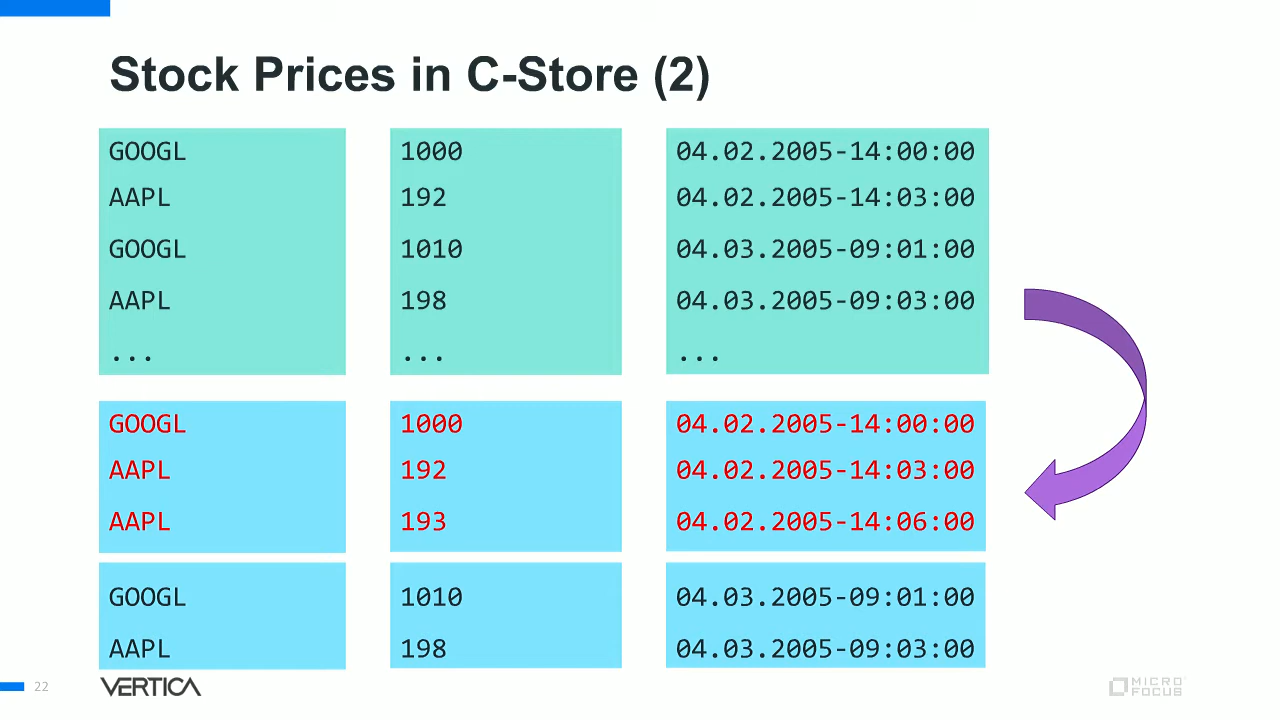 Stock Prices in C-Store (2)
GOOGL 1000 04.02.2005-14:00:00
AAPL 192 04.02.2005-14:03:00
GOOGL 1010 04.03.2005-09:01:00
AAPL 198 04.03.2005-09:03:00
... ... ...
GOOGL 1000 04.02.2005-14:00:00
AAPL 192 04.02.2005-14:03:00
AAPL 193 04.02.2005-14:06:00
GOOGL 1010 04.03.2005-09:01:00
AAPL 198 04.03.2005-09:03:00
22 VERTICA
MICRO
FOCUS